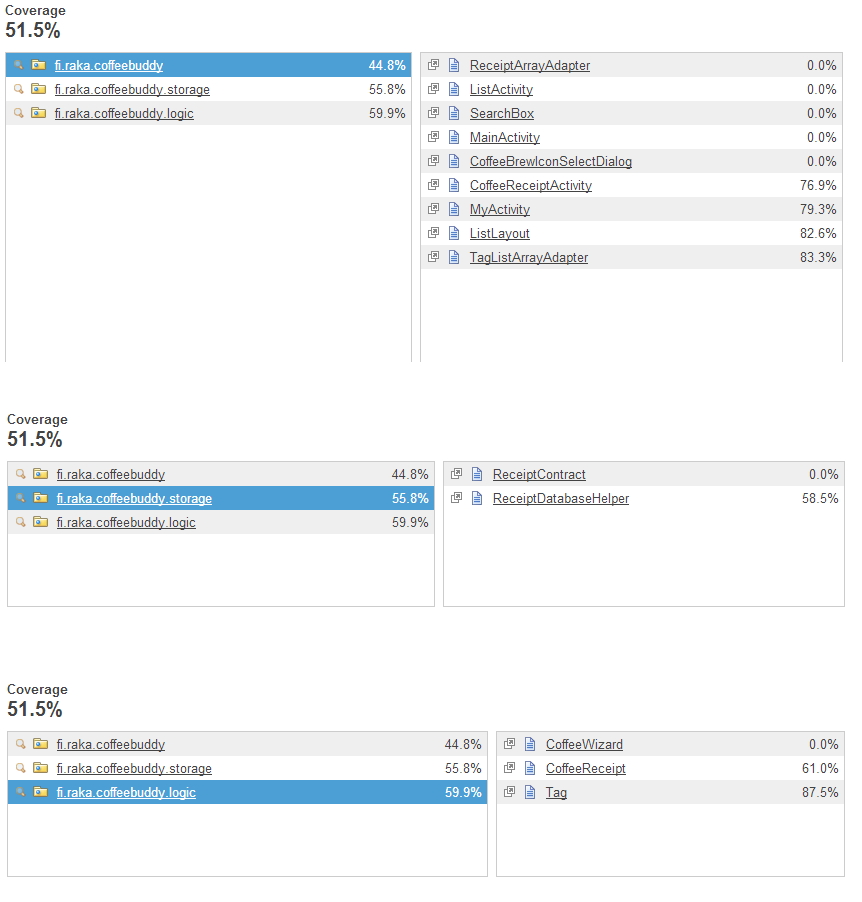 Coverage
51.5%
fi.raka.coffeebuddy 44.8%
fi.raka.coffeebuddy.storage 55.8%
fi.raka.coffeebuddy.logic 59.9%
ReceiptArrayAdapter 0.0%
ListActivity 0.0%
SearchBox 0.0%
MainActivity 0.0%
CoffeeBrewIconSelectDialog 0.0%
CoffeeReceiptActivity 76.9%
MyActivity 79.3%
ListLayout 82.6%
TagListArrayAdapter 83.3%
Coverage
51.5%
fi.raka.coffeebuddy 44.8%
fi.raka.coffeebuddy.storage 55.8%
fi.raka.coffeebuddy.logic 59.9%
ReceiptContract 0.0%
ReceiptDatabaseHelper 58.5%
Coverage
51.5%
fi.raka.coffeebuddy 44.8%
fi.raka.coffeebuddy.storage 55.8%
fi.raka.coffeebuddy.logic 59.9%
CoffeeWizard 0.0%
CoffeeReceipt 61.0%
Tag 87.5%